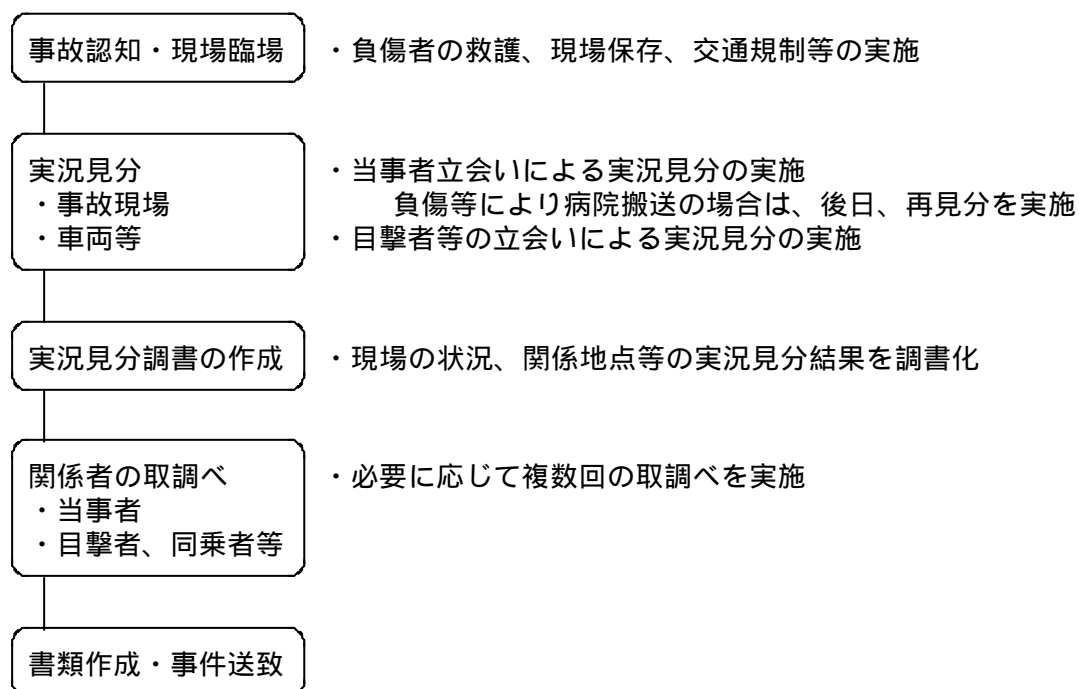 事故認知・現場臨場
・負傷者の救護、現場保存、交通規制等の実施
実況見分
・事故現場
・車両等
・当事者立会いによる実況見分の実施
負傷等により病院搬送の場合は、後日、再見分を実施
・目撃者等の立会いによる実況見分の実施
実況見分調書の作成
・現場の状況、関係地点等の実況見分結果を調書化
関係者の取調べ
・当事者
・目撃者、同乗者等
・必要に応じて複数回の取調べを実施
書類作成・事件送致